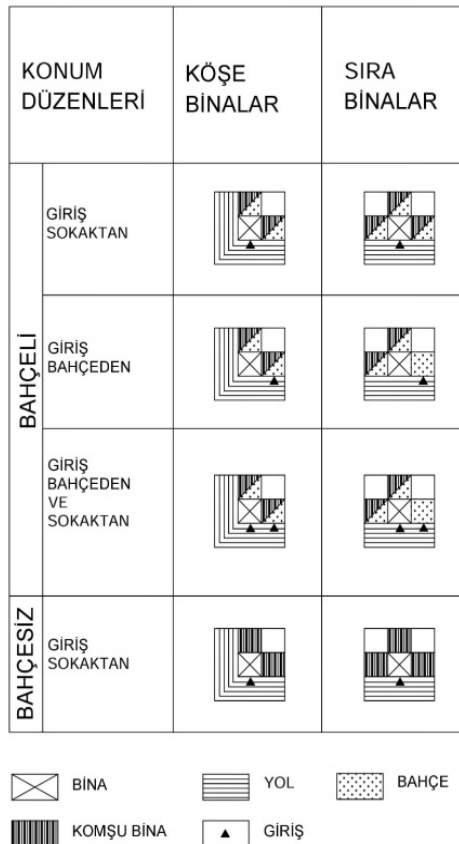 KONUM
DÜZENLERİ
KÖŞE
BİNALAR
SIRA
BİNALAR
BAHÇELİ
GİRİŞ
SOKAKTAN
GİRİŞ
BAHÇEDEN
GİRİŞ
BAHÇEDEN
VE
SOKAKTAN
BAHÇESİZ
GİRİŞ
SOKAKTAN
BİNA
YOL
BAHÇE
KOMŞU BİNA
GİRİŞ